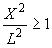 X²/L² ≥ 1